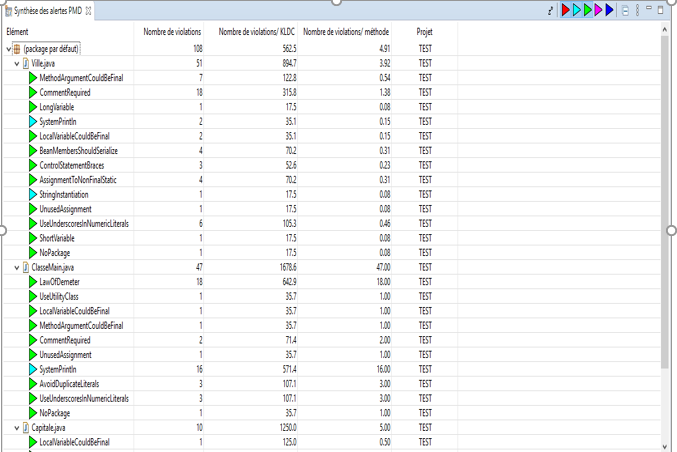 Synthèse des alertes PMD
Elément Nombre de violations Nombre de violations/ KLDC Nombre de violations/ méthode Projet
(package par défaut) 108 562.5 4.91 TEST
Ville.java 51 894.7 3.92 TEST
MethodArgumentCouldBeFinal 7 122.8 0.54 TEST
CommentRequired 18 315.8 1.38 TEST
LongVariable 1 17.5 0.08 TEST
SystemPrintln 2 35.1 0.15 TEST
LocalVariableCouldBeFinal 2 35.1 0.15 TEST
BeanMembersShouldSerialize 4 70.2 0.31 TEST
ControlStatementBraces 3 52.6 0.23 TEST
AssignmentToNonFinalStatic 4 70.2 0.31 TEST
StringInstantiation 1 17.5 0.08 TEST
UnusedAssignment 1 17.5 0.08 TEST
UseUnderscoresInNumericLiterals 6 105.3 0.46 TEST
ShortVariable 1 17.5 0.08 TEST
NoPackage 1 17.5 0.08 TEST
ClasseMain.java 47 1678.6 47.00 TEST
LawOfDemeter 18 642.9 18.00 TEST
UseUtilityClass 1 35.7 1.00 TEST
LocalVariableCouldBeFinal 1 35.7 1.00 TEST
MethodArgumentCouldBeFinal 1 35.7 1.00 TEST
CommentRequired 2 71.4 2.00 TEST
UnusedAssignment 1 35.7 1.00 TEST
SystemPrintln 16 571.4 16.00 TEST
AvoidDuplicateLiterals 3 107.1 3.00 TEST
UseUnderscoresInNumericLiterals 3 107.1 3.00 TEST
NoPackage 1 35.7 1.00 TEST
Capitale.java 10 1250.0 5.00 TEST
LocalVariableCouldBeFinal 1 125.0 0.50 TEST